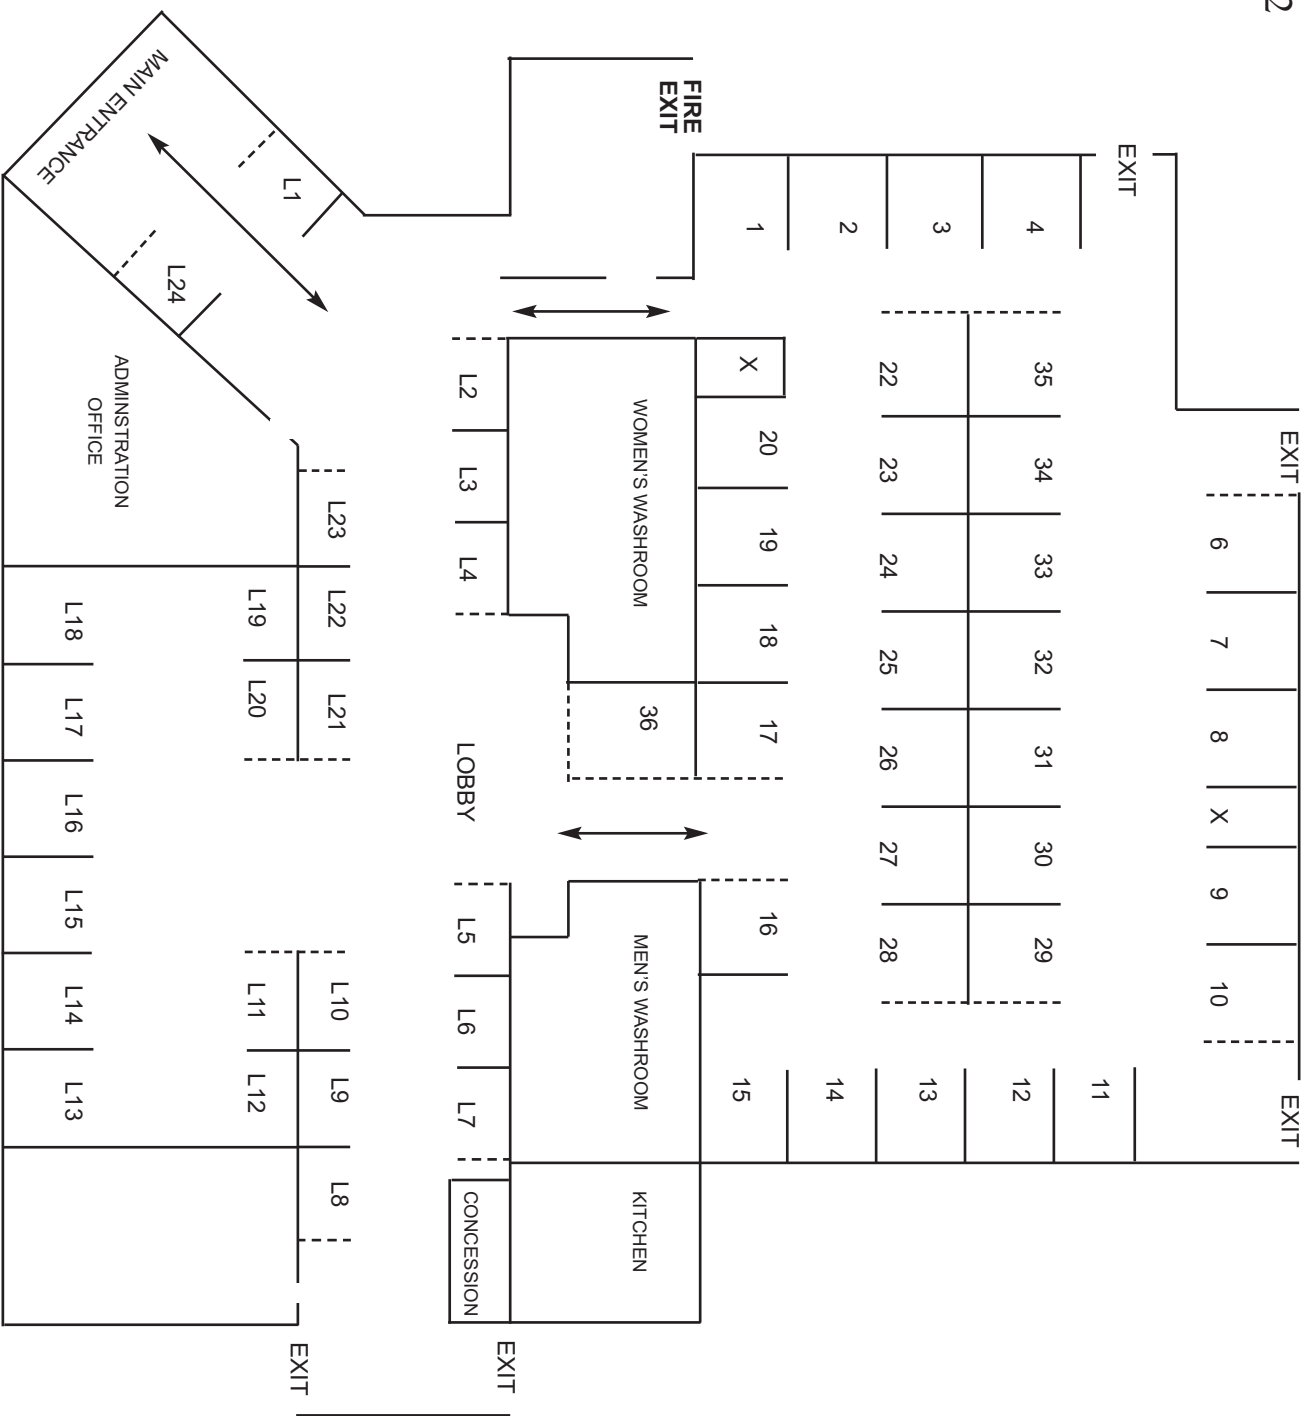 2
EXIT EXIT
6 7 8 X 9 10
EXIT
11
4 35 34 33 32 31 30 29 12
3 13
22 23 24 25 26 27 28
2 14
1 X 20 19 18 17 16 15
FIRE
EXIT
WOMEN'S WASHROOM 36 MEN'S WASHROOM KITCHEN
EXIT
L2 L3 L4 LOBBY L5 L6 L7 CONCESSION
L23 L22 L21 L10 L9 L8
L1
EXIT
L19 L20 L11 L12
L24
MAIN ENTRANCE
ADMINSTRATION
OFFICE
L18 L17 L16 L15 L14 L13